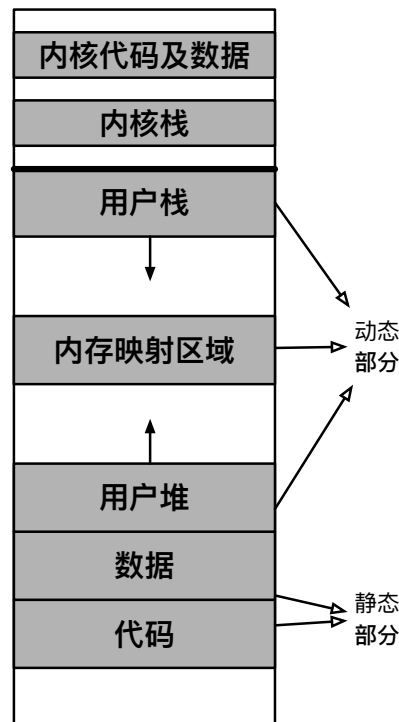 内核代码及数据
内核栈
用户栈
内存映射区域
动态
部分
用户堆
数据
代码
静态
部分